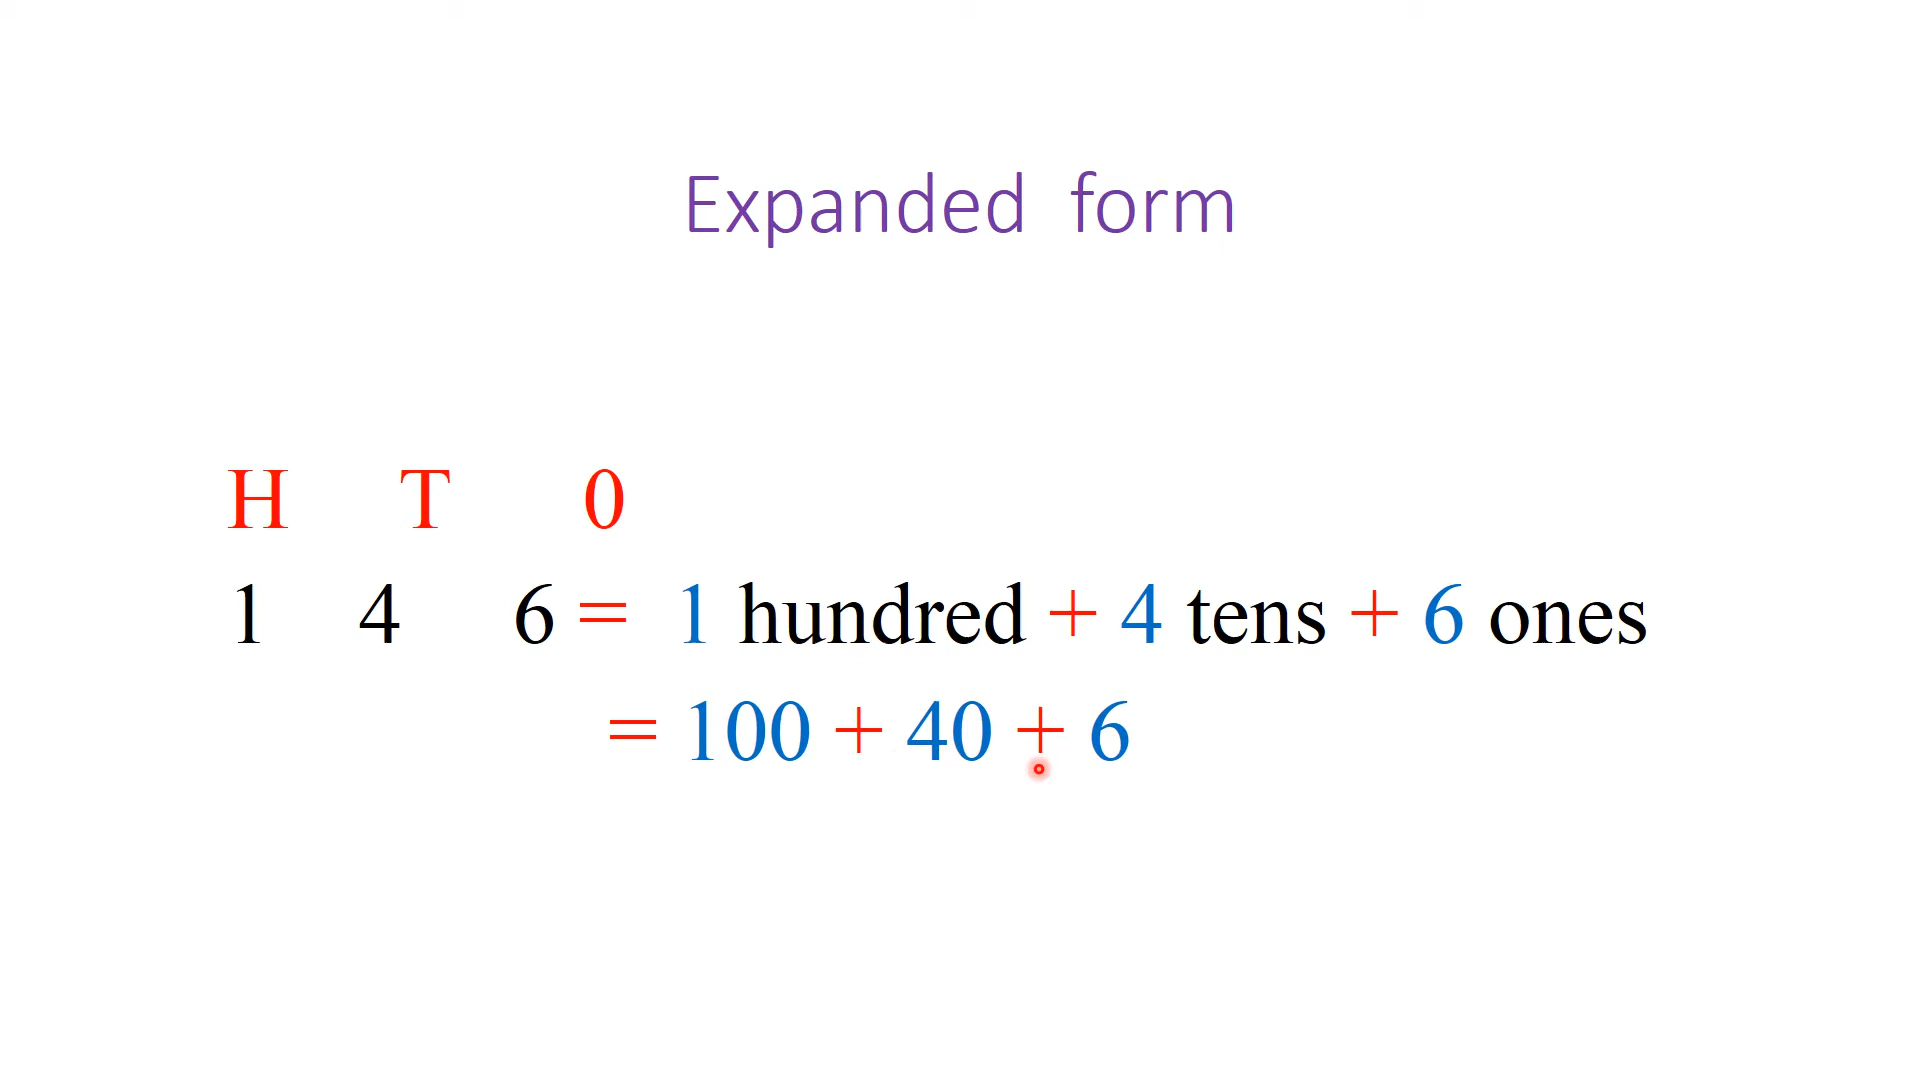 Expanded form
H T 0
1 4 6 = 1 hundred + 4 tens + 6 ones
= 100 + 40 + 6